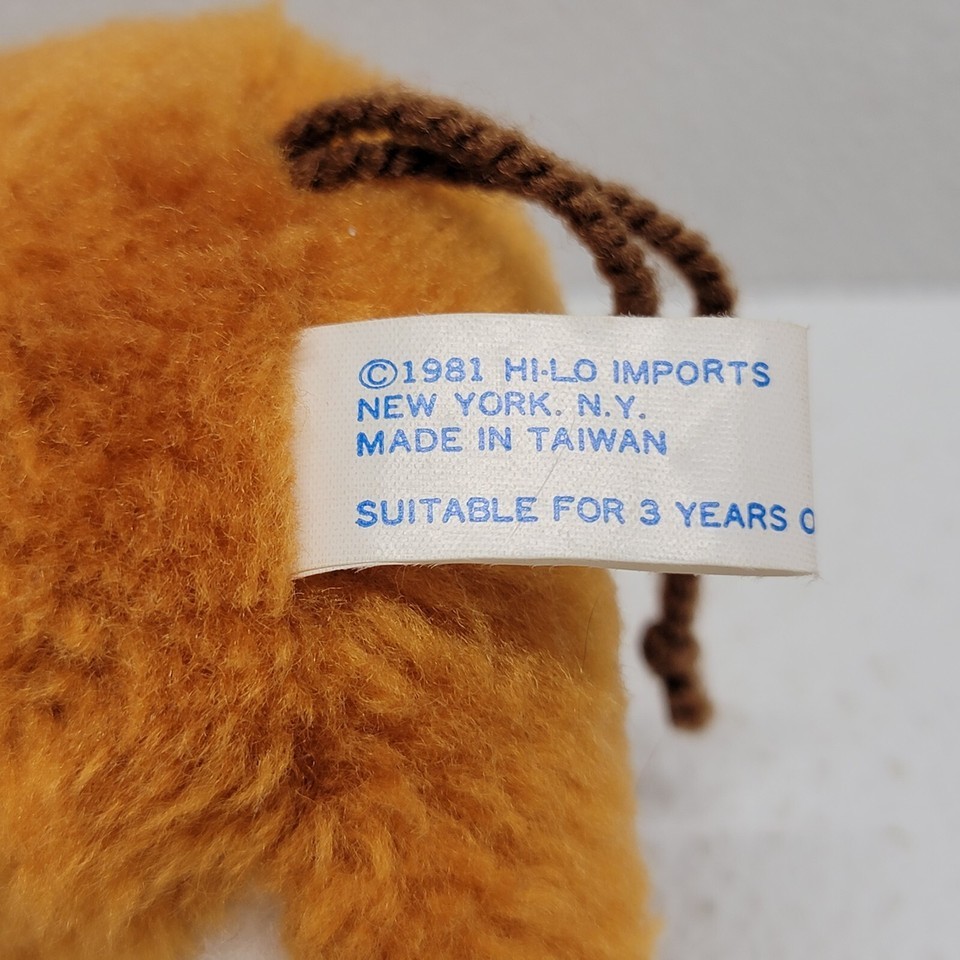 ©1981 HI-LO IMPORTS
NEW YORK. N.Y.
MADE IN TAIWAN
SUITABLE FOR 3 YEARS O